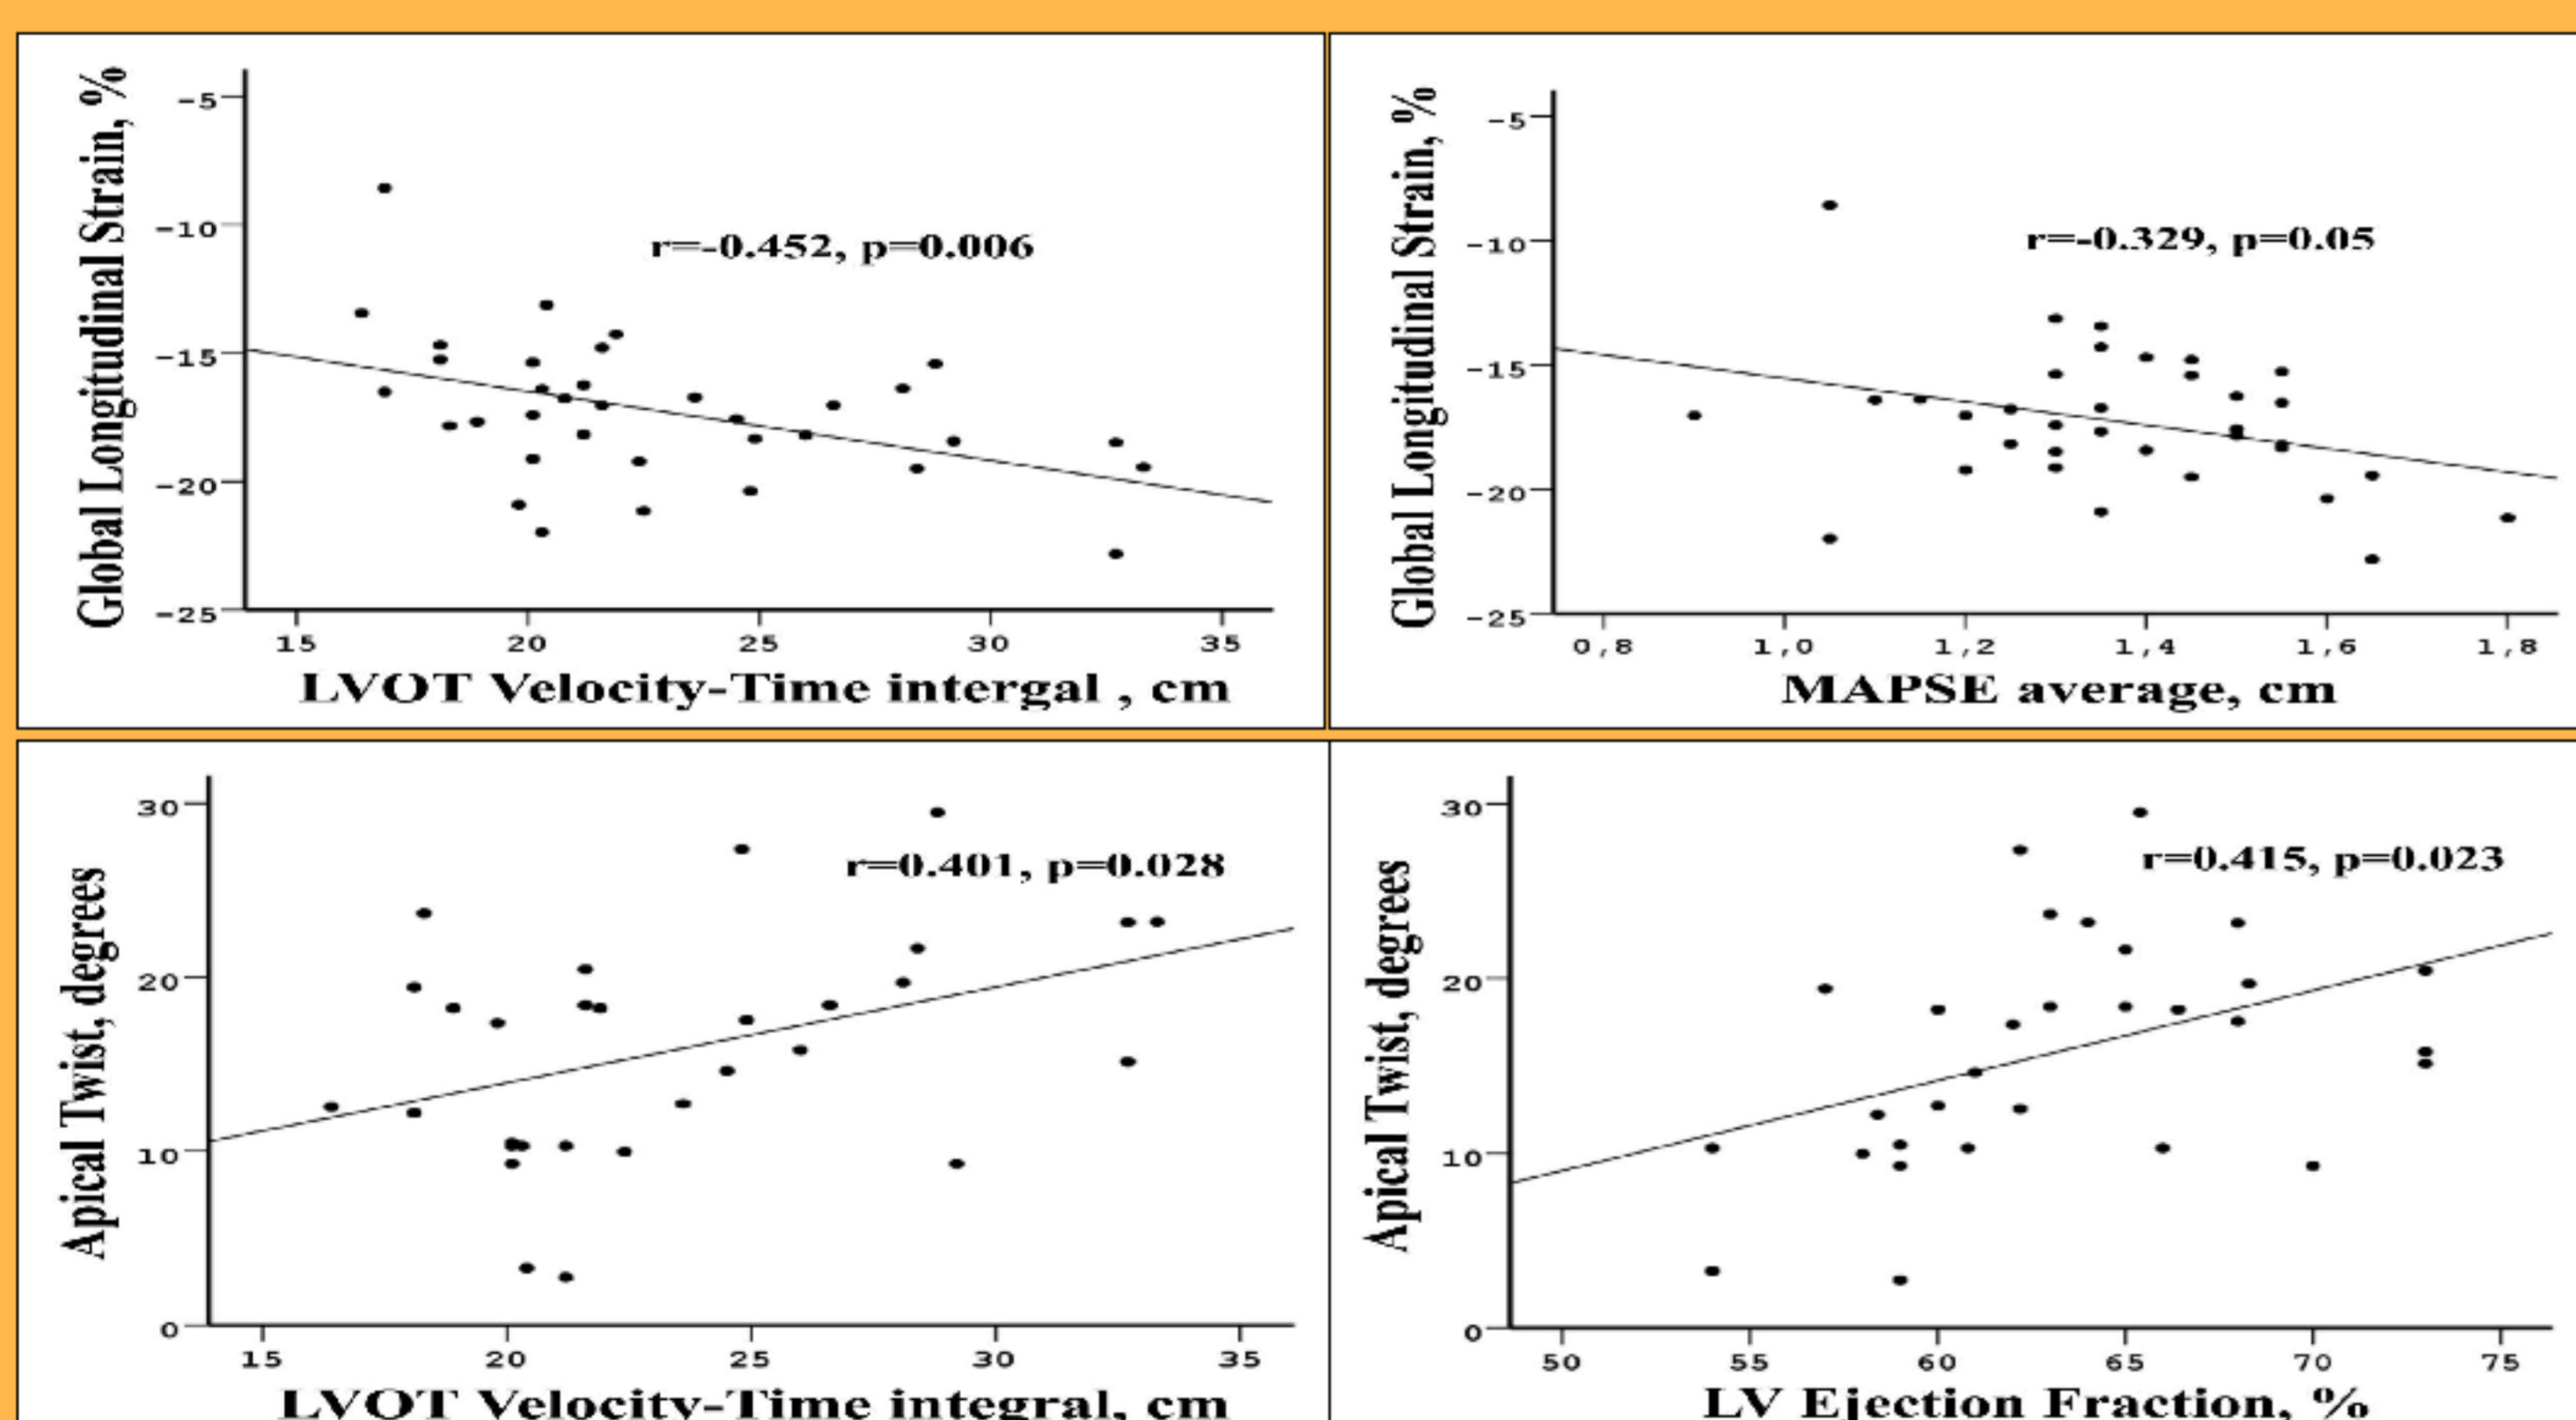 Global Longitudinal Strain, %
-5
-10
-15
-20
-25
r=-0.452, p=0.006
15 20 25 30 35
LVOT Velocity-Time intergal , cm
Global Longitudinal Strain, %
-5
-10
-15
-20
-25
r=-0.329, p=0.05
0,8 1,0 1,2 1,4 1,6 1,8
MAPSE average, cm
Apical Twist, degrees
30
20
10
0
r=0.401, p=0.028
15 20 25 30 35
LVOT Velocity-Time integral, cm
Apical Twist, degrees
30
20
10
0
r=0.415, p=0.023
50 55 60 65 70 75
LV Ejection Fraction, %